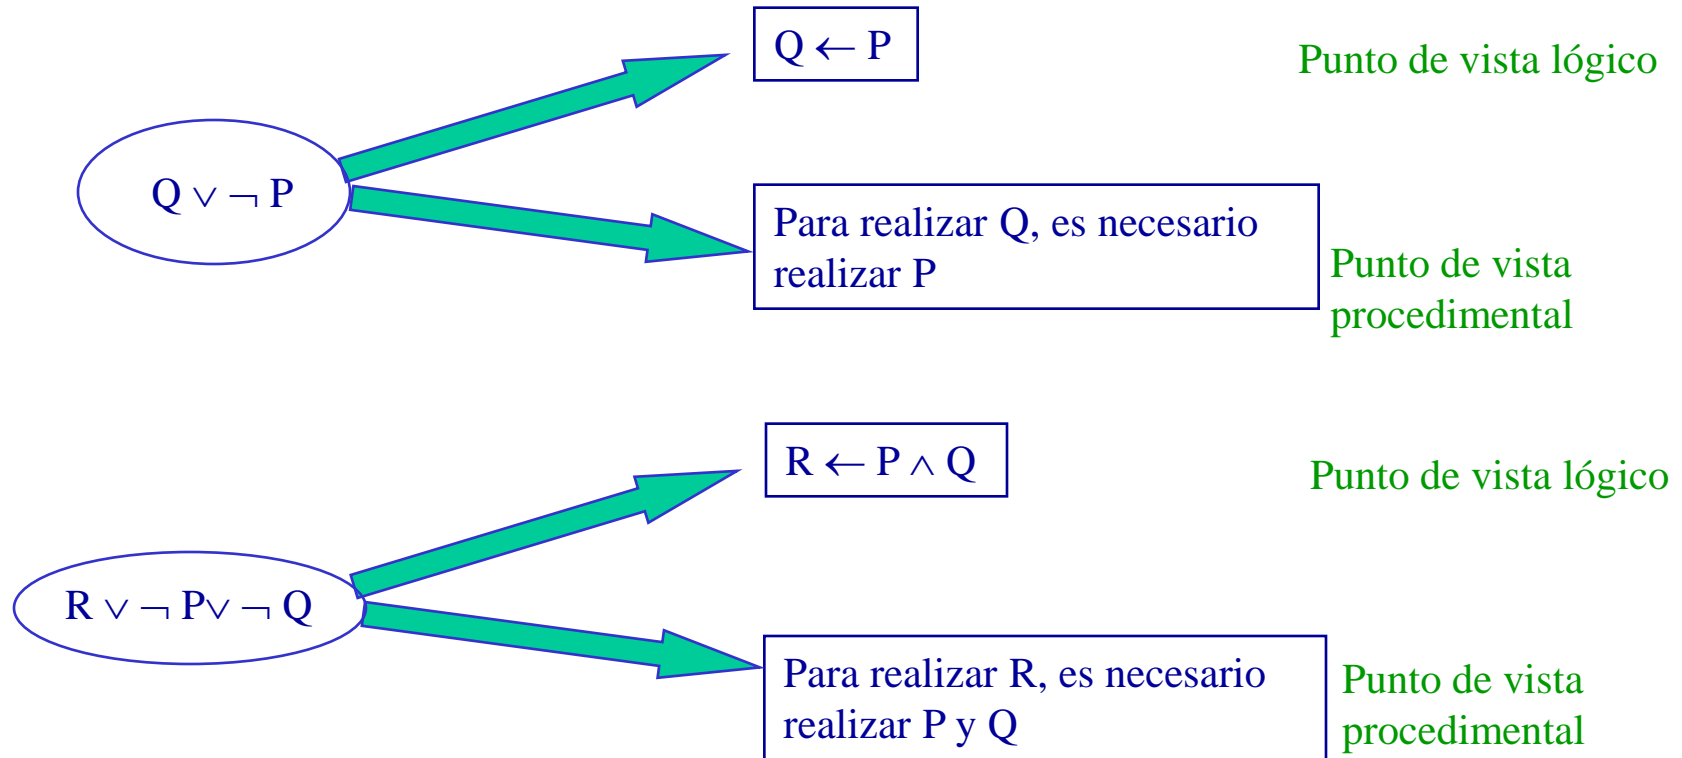 Q ← P
Punto de vista lógico
Q ∨ ¬ P
Para realizar Q, es necesario
realizar P
Punto de vista
procedimental
R ← P ∧ Q
Punto de vista lógico
R ∨ ¬ P∨ ¬ Q
Para realizar R, es necesario
realizar P y Q
Punto de vista
procedimental